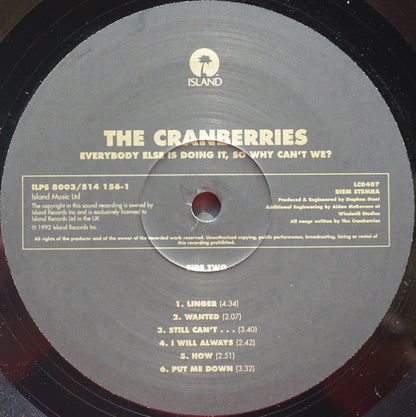 ISLAND
THE CRANBERRIES
EVERYBODY ELSE IS DOING IT, SO WHY CAN'T WE?
ILPS 8003/514 156-1
Island Music Ltd
The copyright in this sound recording is owned by
Island Records Inc and is exclusively licensed to
Island Records Ltd in the UK
℗ 1992 Island Records Inc
LC0407
BIEM STEMRA
Produced & Engineered by Stephen Street
Additional Engineering by Aiden McGovern at
Windmill Studios
All songs written by The Cranberries
All rights of the producer and of the owner of the recorded work reserved. Unauthorised copying, public performance, broadcasting, hiring or rental of
this recording prohibited.
SIDE TWO
1. LINGER (4.34)
2. WANTED (2.07)
3. STILL CAN'T . . . (3.40)
4. I WILL ALWAYS (2.42)
5. HOW (2.51)
6. PUT ME DOWN (3.32)